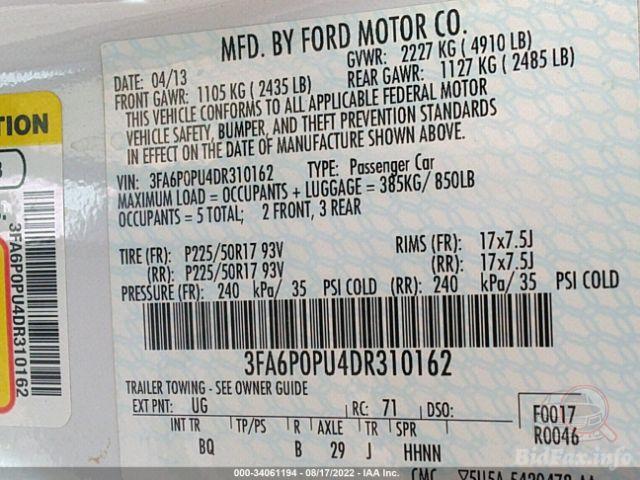 MFD. BY FORD MOTOR CO.
DATE 04/13 GVWR: 2227 KG (4910 LB)
FRONT GAWR: 1105 KG (2435 LB) REAR GAWR: 1127 KG (2485 LB)
THIS VEHICLE CONFORMS TO ALL APPLICABLE FEDERAL MOTOR
VEHICLE SAFETY, BUMPER, AND THEFT PREVENTION STANDARDS
IN EFFECT ON THE DATE OF MANUFACTURE SHOWN ABOVE.
VIN: 3FA6P0PU4DR310162 TYPE: Passenger Car
MAXIMUM LOAD = OCCUPANTS + LUGGAGE = 385KG/ 850LB
OCCUPANTS = 5 TOTAL; 2 FRONT, 3 REAR
TIRE (FR): P225/50R17 93V RIMS (FR): 17x7.5J
(RR): P225/50R17 93V (RR): 17x7.5J
PRESSURE (FR): 240 kPa/ 35 PSI COLD (RR): 240 kPa/ 35 PSI COLD
3FA6P0PU4DR310162
TRAILER TOWING - SEE OWNER GUIDE
EXT PNT: UG RC: 71 DSO: F0017
R0046
INT TR TP/PS R AXLE TR SPR
BQ B 29 J HHNN
TION
3FA6P0PU4DR310162
BidFax.info
000-34061194 - 08/17/2022 - IAA Inc.